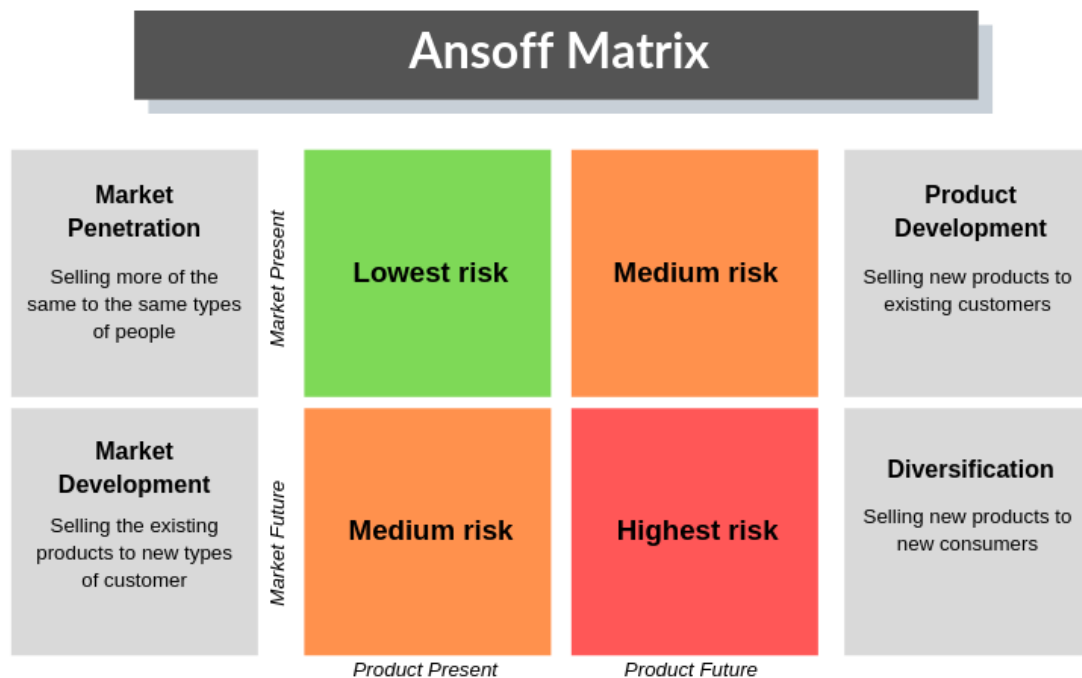 Ansoff Matrix
Market
Penetration
Selling more of the
same to the same types
of people
Market Present
Lowest risk
Medium risk
Product
Development
Selling new products to
existing customers
Market
Development
Selling the existing
products to new types
of customer
Market Future
Medium risk
Highest risk
Diversification
Selling new products to
new consumers
Product Present
Product Future